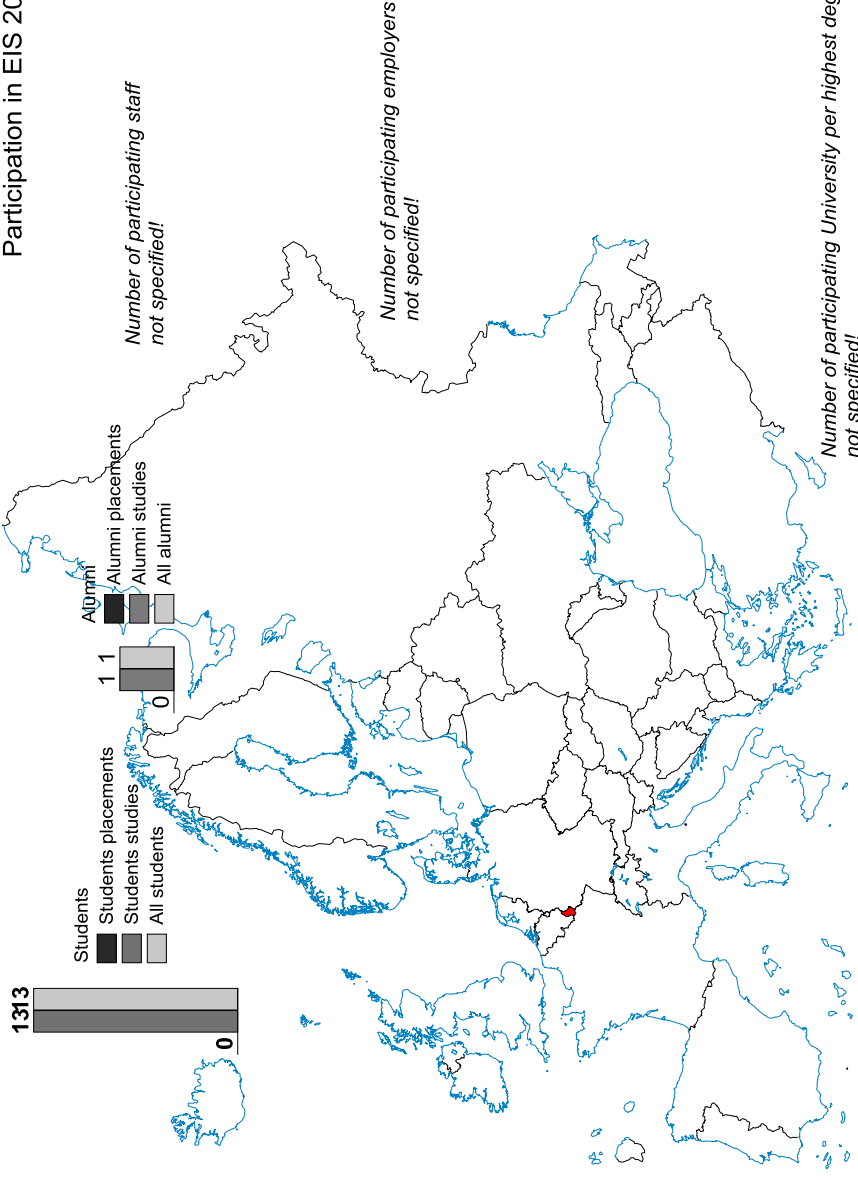 Participation in EIS 20
1313
0
Students
Students placements
Students studies
All students
1 1
0
Alumni
Alumni placements
Alumni studies
All alumni
Number of participating staff
not specified!
Number of participating employers
not specified!
Number of participating University per highest deg
not specified!